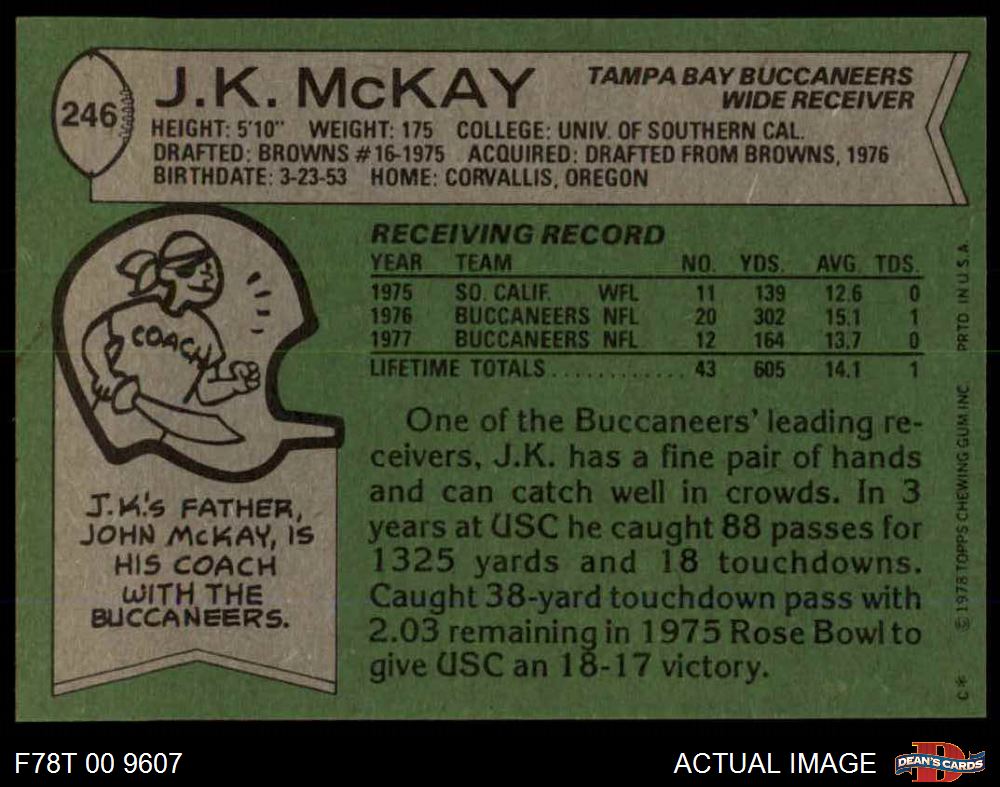 246
J.K. McKAY
TAMPA BAY BUCCANEERS
WIDE RECEIVER
HEIGHT: 5'10" WEIGHT: 175 COLLEGE: UNIV. OF SOUTHERN CAL.
DRAFTED: BROWNS #16-1975 ACQUIRED: DRAFTED FROM BROWNS, 1976
BIRTHDATE: 3-23-53 HOME: CORVALLIS, OREGON
COACH
J.K.'s FATHER,
JOHN McKAY, IS
HIS COACH
WITH THE
BUCCANEERS.
RECEIVING RECORD
YEAR TEAM NO. YDS. AVG. TDS.
1975 SO. CALIF. WFL 11 139 12.6 0
1976 BUCCANEERS NFL 20 302 15.1 1
1977 BUCCANEERS NFL 12 164 13.7 0
LIFETIME TOTALS............ 43 605 14.1 1
One of the Buccaneers' leading re-
ceivers, J.K. has a fine pair of hands
and can catch well in crowds. In 3
years at USC he caught 88 passes for
1325 yards and 18 touchdowns.
Caught 38-yard touchdown pass with
2.03 remaining in 1975 Rose Bowl to
give USC an 18-17 victory.
C* ©1978 TOPPS CHEWING GUM INC. PRTD IN U.S.A.
F78T 00 9607
ACTUAL IMAGE
DEAN'S CARDS